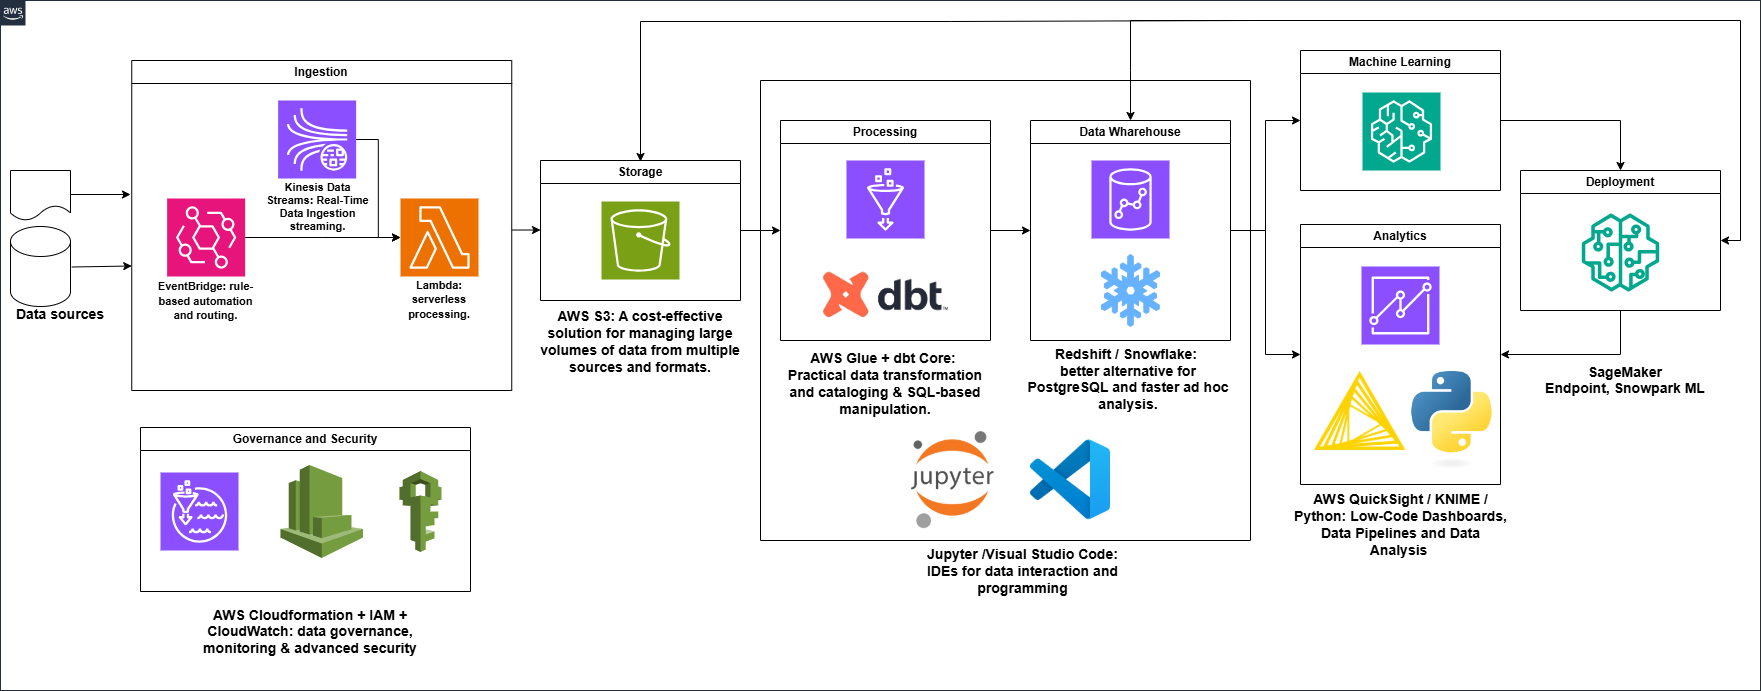 aws
Ingestion
Kinesis Data
Streams: Real-Time
Data Ingestion
streaming.
EventBridge: rule-
based automation
and routing.
Lambda:
serverless
processing.
Data sources
Storage
AWS S3: A cost-effective
solution for managing large
volumes of data from multiple
sources and formats.
Processing
dbt
AWS Glue + dbt Core:
Practical data transformation
and cataloging & SQL-based
manipulation.
Data Wharehouse
Redshift / Snowflake:
better alternative for
PostgreSQL and faster ad hoc
analysis.
jupyter
Jupyter /Visual Studio Code:
IDEs for data interaction and
programming
Machine Learning
Analytics
AWS QuickSight / KNIME /
Python: Low-Code Dashboards,
Data Pipelines and Data
Analysis
Deployment
SageMaker
Endpoint, Snowpark ML
Governance and Security
AWS Cloudformation + IAM +
CloudWatch: data governance,
monitoring & advanced security